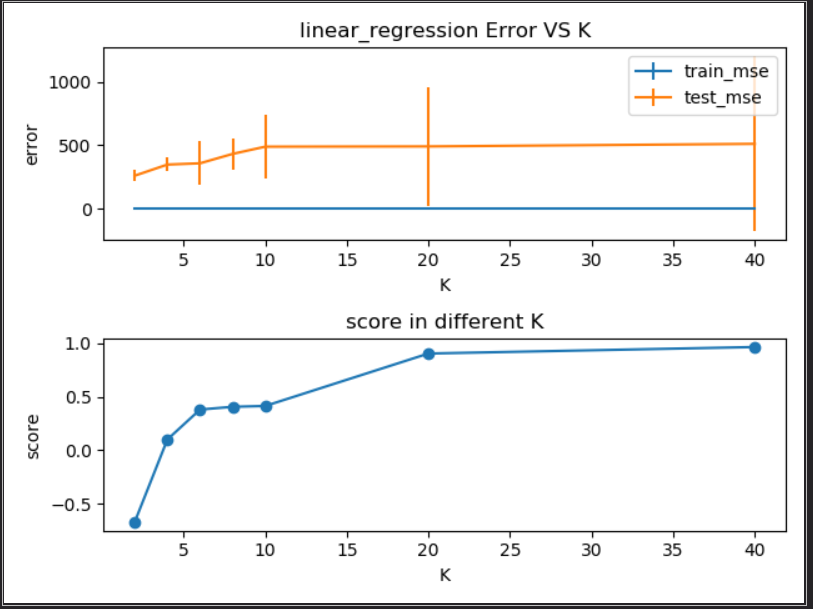 linear_regression Error VS K
train_mse
test_mse
1000
500
0
error
5 10 15 20 25 30 35 40
K
score in different K
1.0
0.5
0.0
−0.5
score
5 10 15 20 25 30 35 40
K